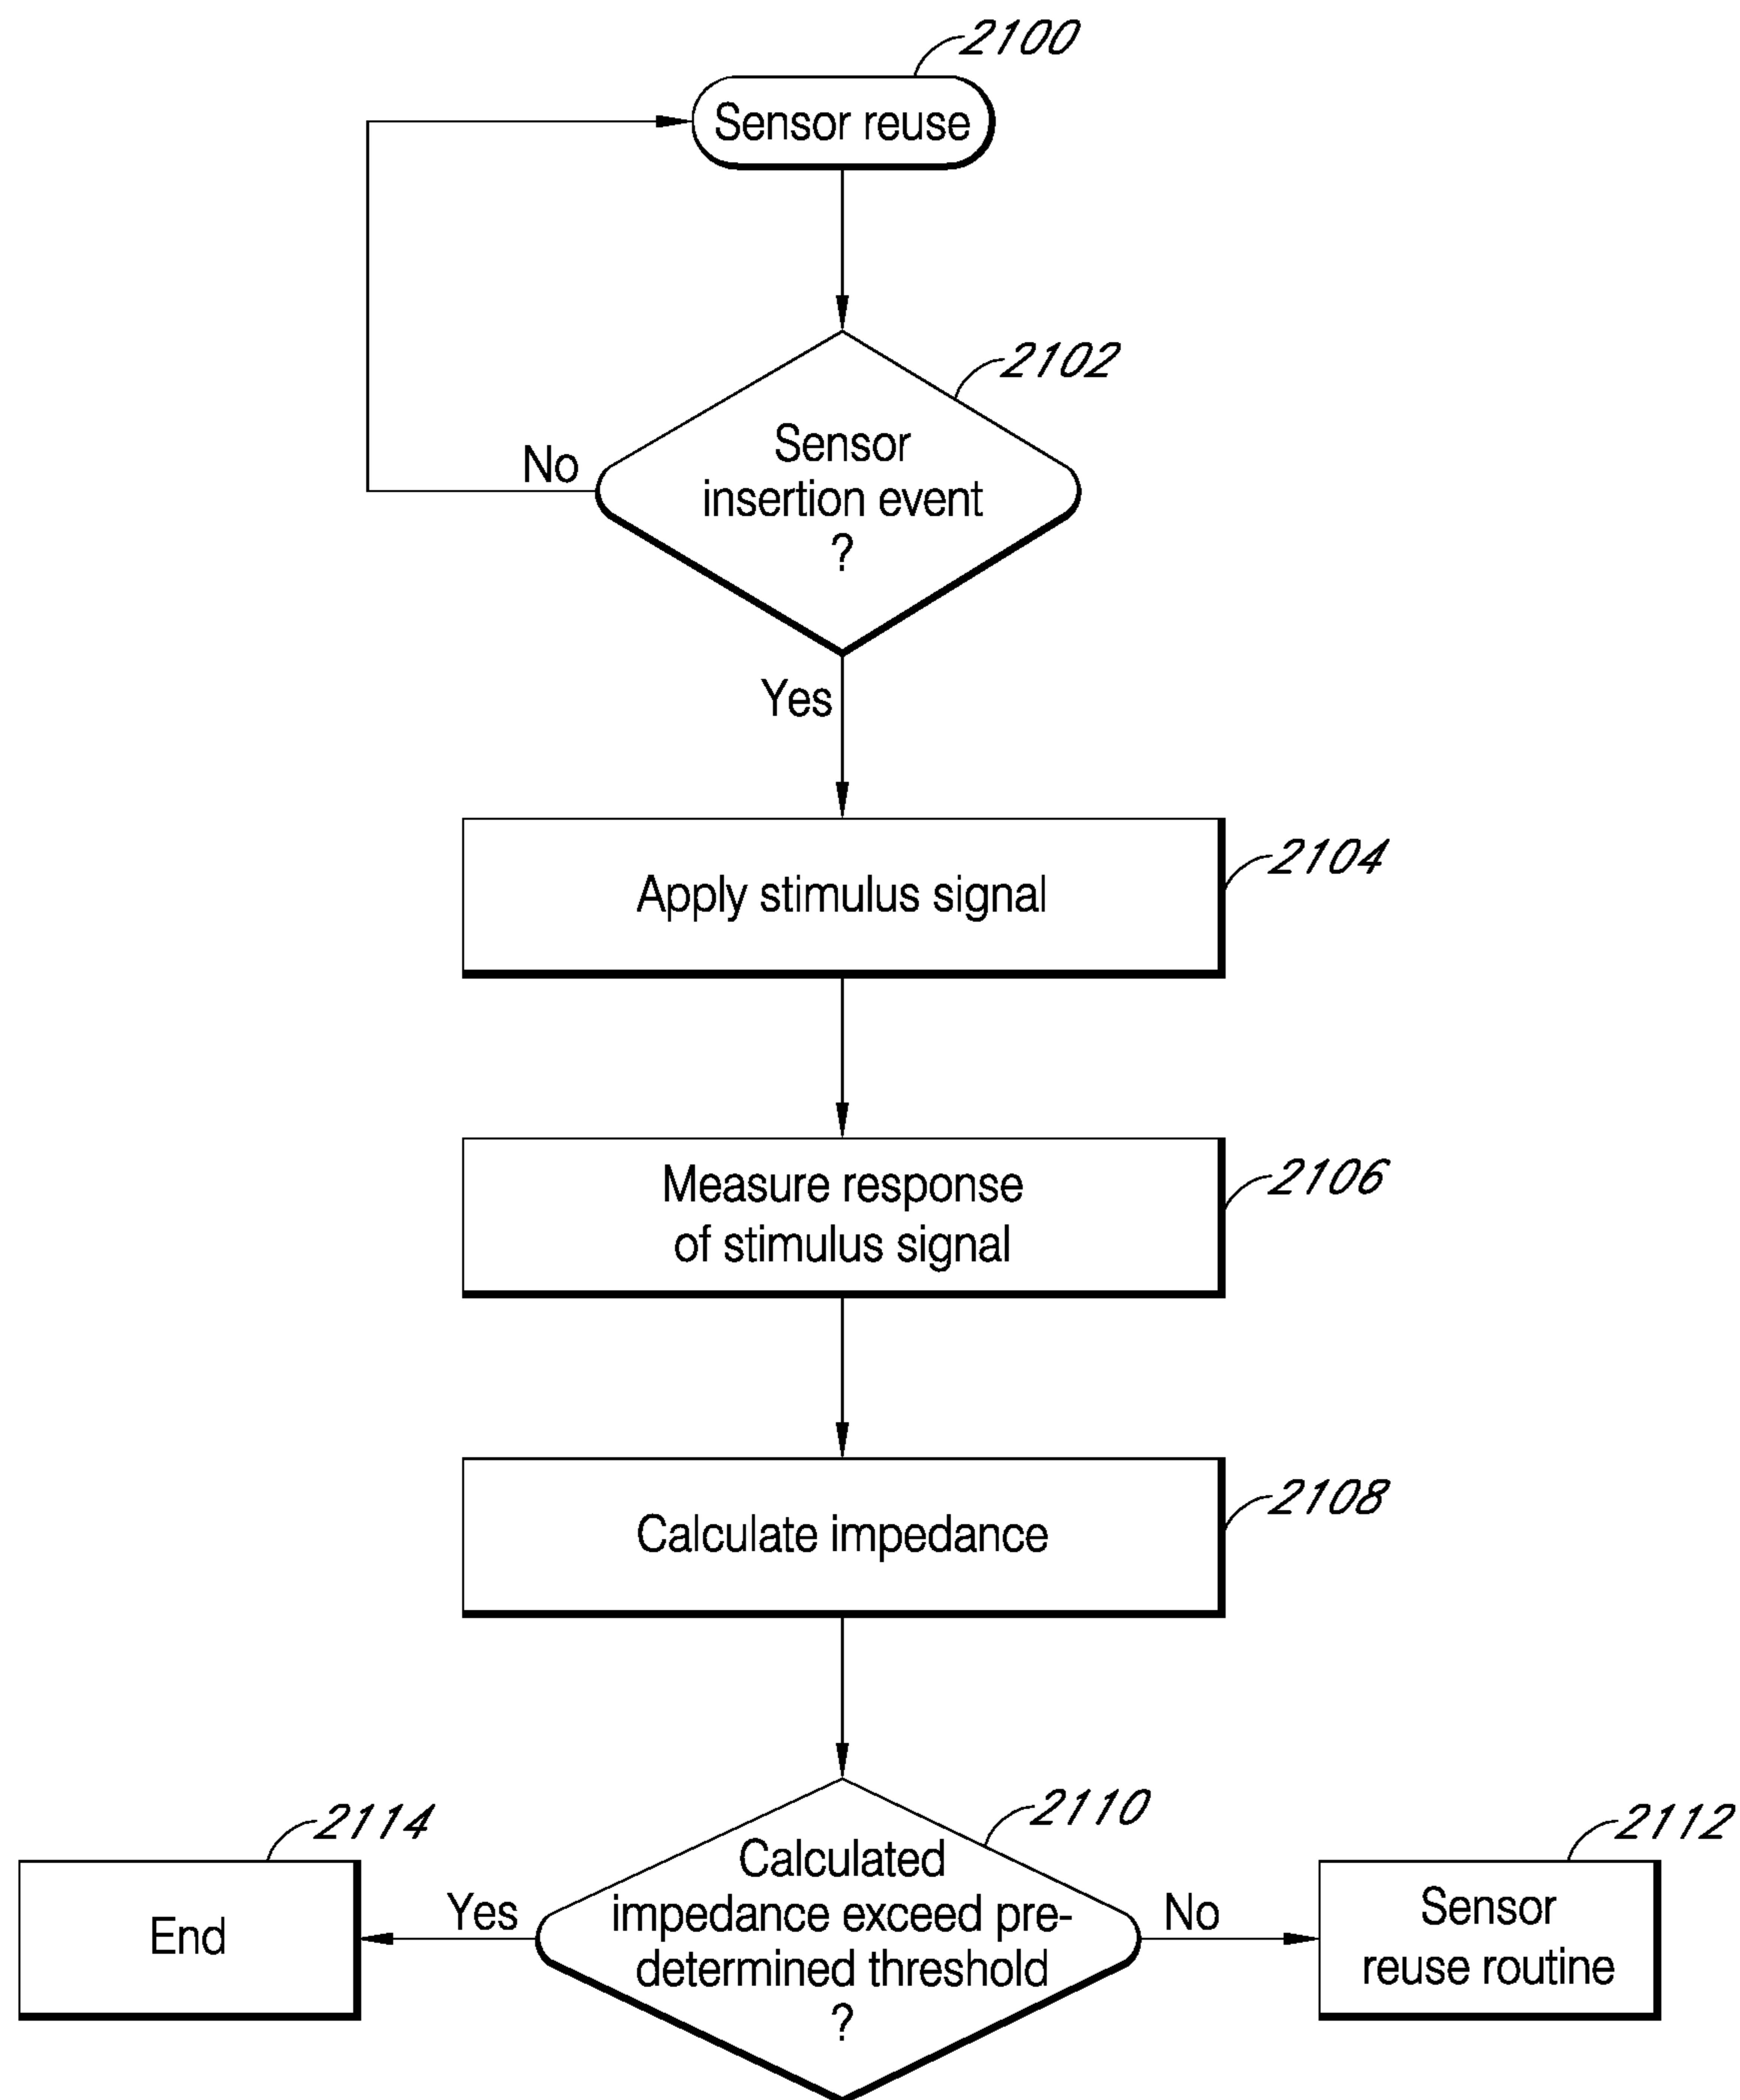 2100
Sensor reuse
2102
Sensor
insertion event
?
No
Yes
2104
Apply stimulus signal
2106
Measure response
of stimulus signal
2108
Calculate impedance
2114
2110
2112
End
Yes
Calculated
impedance exceed pre-
determined threshold
?
No
Sensor
reuse routine